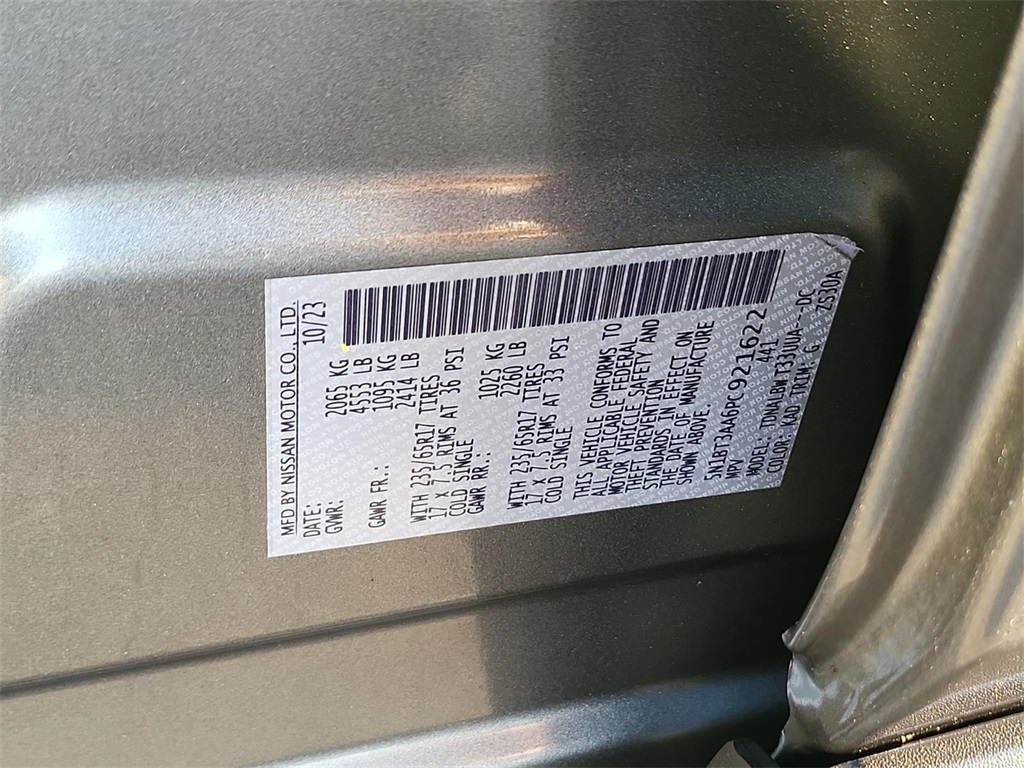 MFD BY NISSAN MOTOR CO., LTD.
DATE: 10/23
GVWR: 2065 KG
4553 LB
GAWR FR.: 1095 KG
2414 LB
WITH 235/65R17 TIRES
17 X 7.5 RIMS AT 36 PSI
COLD SINGLE
GAWR RR.: 1025 KG
2260 LB
WITH 235/65R17 TIRES
17 X 7.5 RIMS AT 33 PSI
COLD SINGLE
THIS VEHICLE CONFORMS TO
ALL APPLICABLE FEDERAL
MOTOR VEHICLE SAFETY AND
THEFT PREVENTION
STANDARDS IN EFFECT ON
THE DATE OF MANUFACTURE
SHOWN ABOVE.
5N1BT3AA6PC921622
MPV 441
MODEL: TDNALBWT33UUA---DC
COLOR: KAD TRIM G ZS30A